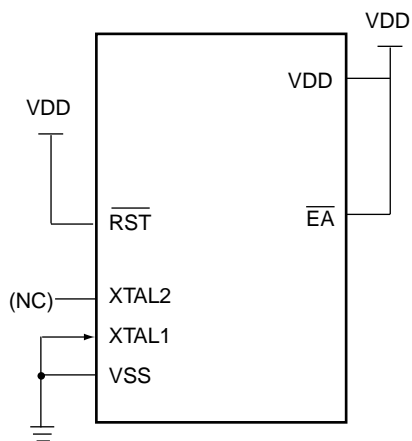 VDD
VDD
VDD
RST
EA
(NC)
XTAL2
XTAL1
VSS